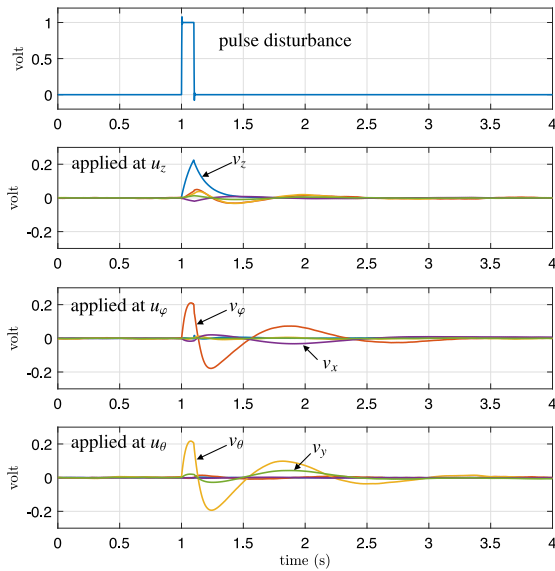 pulse disturbance
volt
1
0.5
0
0 0.5 1 1.5 2 2.5 3 3.5 4
applied at u_z
v_z
volt
0.2
0
-0.2
0 0.5 1 1.5 2 2.5 3 3.5 4
applied at u_φ
v_φ
v_x
volt
0.2
0
-0.2
0 0.5 1 1.5 2 2.5 3 3.5 4
applied at u_θ
v_θ
v_y
volt
0.2
0
-0.2
0 0.5 1 1.5 2 2.5 3 3.5 4
time (s)